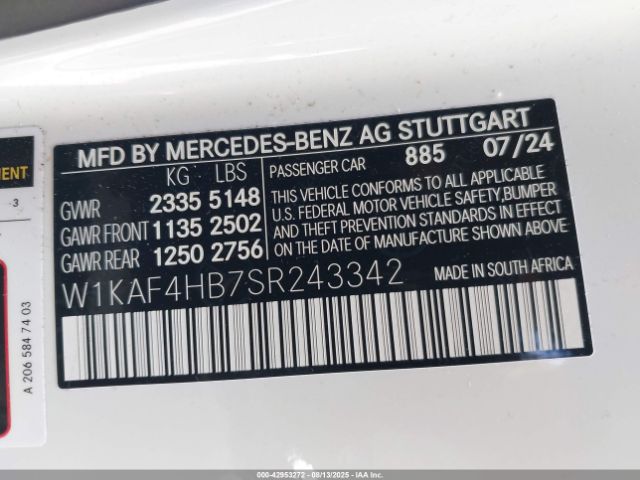 MFD BY MERCEDES-BENZ AG STUTTGART
KG LBS
GVWR 2335 5148
GAWR FRONT 1135 2502
GAWR REAR 1250 2756
PASSENGER CAR 885 07/24
THIS VEHICLE CONFORMS TO ALL APPLICABLE
U.S. FEDERAL MOTOR VEHICLE SAFETY, BUMPER
AND THEFT PREVENTION STANDARDS IN EFFECT
ON THE DATE OF MANUFACTURE SHOWN ABOVE.
W1KAF4HB7SR243342
MADE IN SOUTH AFRICA
3
A 206 584 74 03
000-42953272 - 08/13/2025 - IAAI.com